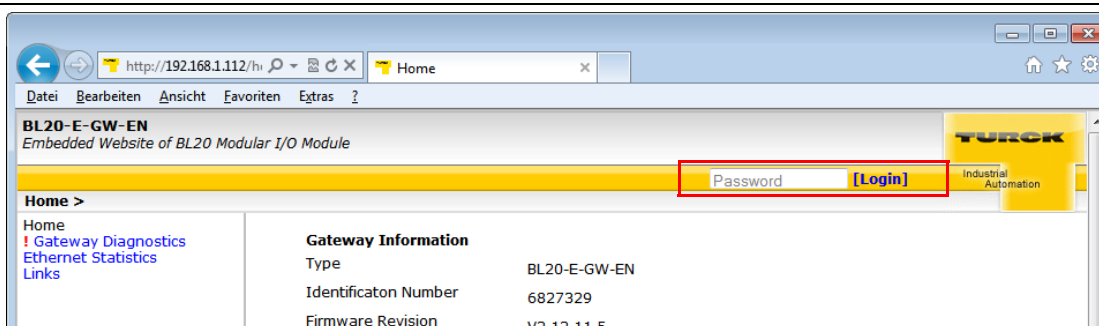 http://192.168.1.112/h
Home
Datei Bearbeiten Ansicht Favoriten Extras ?
BL20-E-GW-EN
Embedded Website of BL20 Modular I/O Module
TURCK
Password [Login]
Industrial
Automation
Home >
Home
! Gateway Diagnostics
Ethernet Statistics
Links
Gateway Information
Type BL20-E-GW-EN
Identificaton Number 6827329
Firmware Revision